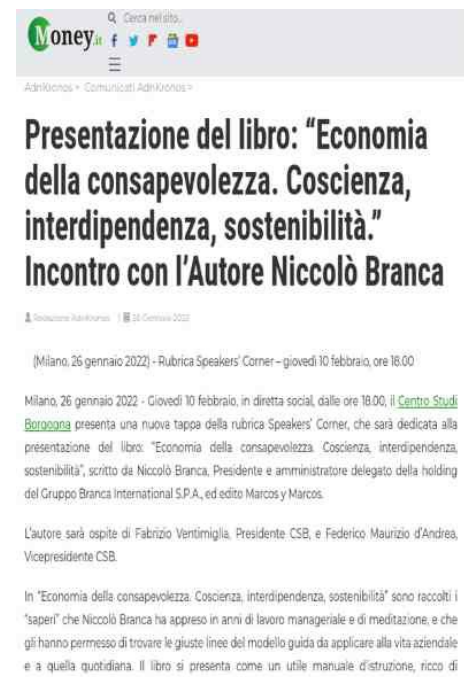 Money.it
Cerca nel sito...
AdnKronos > Comunicati AdnKronos >
Presentazione del libro: “Economia
della consapevolezza. Coscienza,
interdipendenza, sostenibilità.”
Incontro con l’Autore Niccolò Branca
Redazione AdnKronos | 26 Gennaio 2022
(Milano, 26 gennaio 2022) - Rubrica Speakers’ Corner – giovedì 10 febbraio, ore 18.00
Milano, 26 gennaio 2022 - Giovedì 10 febbraio, in diretta social, dalle ore 18.00, il Centro Studi
Borgogna presenta una nuova tappa della rubrica Speakers’ Corner, che sarà dedicata alla
presentazione del libro: “Economia della consapevolezza. Coscienza, interdipendenza,
sostenibilità”, scritto da Niccolò Branca, Presidente e amministratore delegato della holding
del Gruppo Branca International S.P.A., ed edito Marcos y Marcos.
L’autore sarà ospite di Fabrizio Ventimiglia, Presidente CSB, e Federico Maurizio d’Andrea,
Vicepresidente CSB.
In “Economia della consapevolezza. Coscienza, interdipendenza, sostenibilità” sono raccolti i
“saperi” che Niccolò Branca ha appreso in anni di lavoro manageriale e di meditazione, e che
gli hanno permesso di trovare le giuste linee del modello guida da applicare alla vita aziendale
e a quella quotidiana. Il libro si presenta come un utile manuale d’istruzione, ricco di